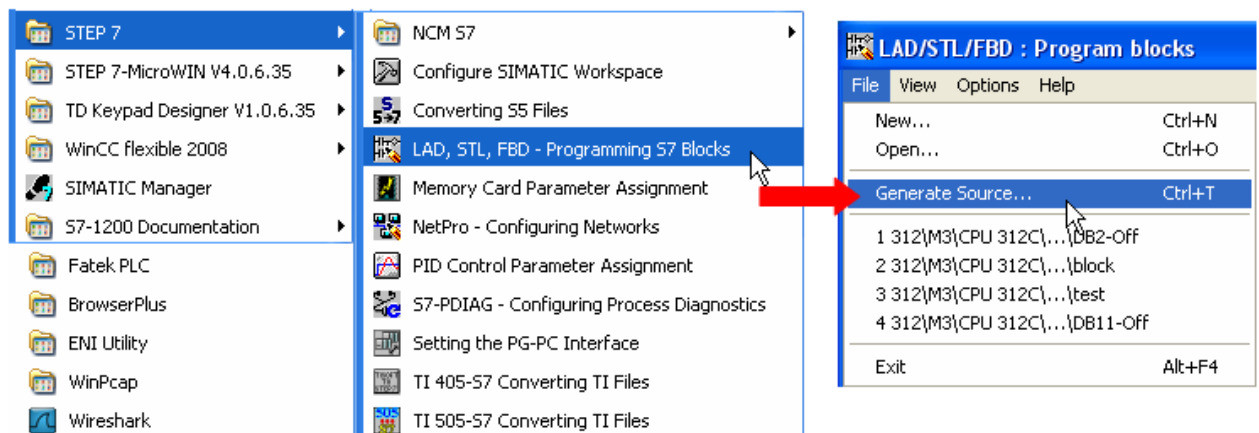 STEP 7
STEP 7-MicroWIN V4.0.6.35
TD Keypad Designer V1.0.6.35
WinCC flexible 2008
SIMATIC Manager
S7-1200 Documentation
Fatek PLC
BrowserPlus
ENI Utility
WinPcap
Wireshark
NCM S7
Configure SIMATIC Workspace
Converting S5 Files
LAD, STL, FBD - Programming S7 Blocks
Memory Card Parameter Assignment
NetPro - Configuring Networks
PID Control Parameter Assignment
S7-PDIAG - Configuring Process Diagnostics
Setting the PG-PC Interface
TI 405-S7 Converting TI Files
TI 505-S7 Converting TI Files
LAD/STL/FBD : Program blocks
File View Options Help
New... Ctrl+N
Open... Ctrl+O
Generate Source... Ctrl+T
1 312\M3\CPU 312C\...\DB2-Off
2 312\M3\CPU 312C\...\block
3 312\M3\CPU 312C\...\test
4 312\M3\CPU 312C\...\DB11-Off
Exit Alt+F4